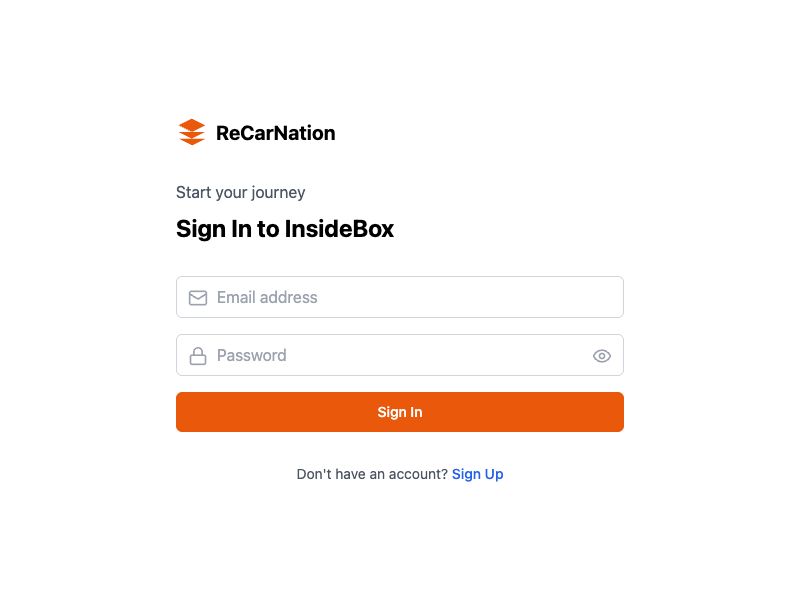 ReCarNation
Start your journey
Sign In to InsideBox
Email address
Password
Sign In
Don't have an account? Sign Up